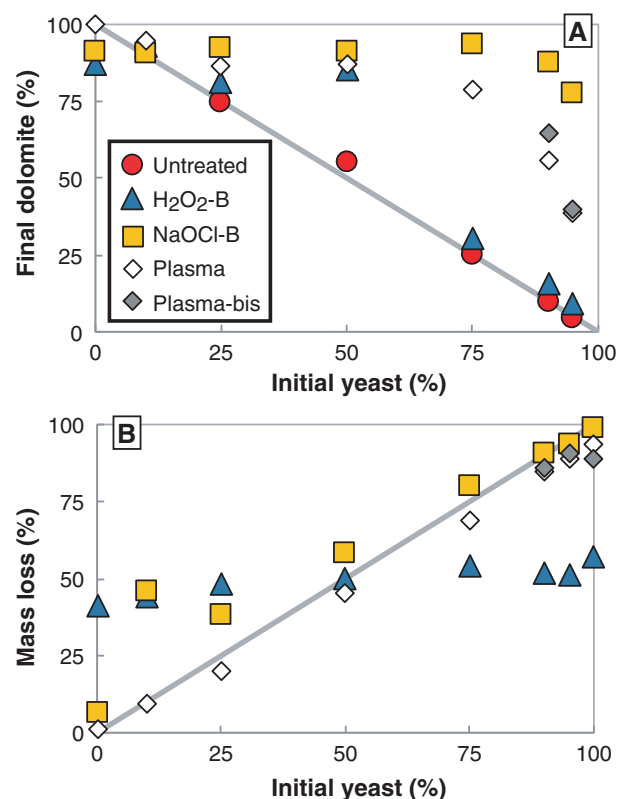 100
A
75
50
25
0
Final dolomite (%)
Untreated
H₂O₂-B
NaOCl-B
Plasma
Plasma-bis
0 25 50 75 100
Initial yeast (%)
100
B
75
50
25
0
Mass loss (%)
0 25 50 75 100
Initial yeast (%)